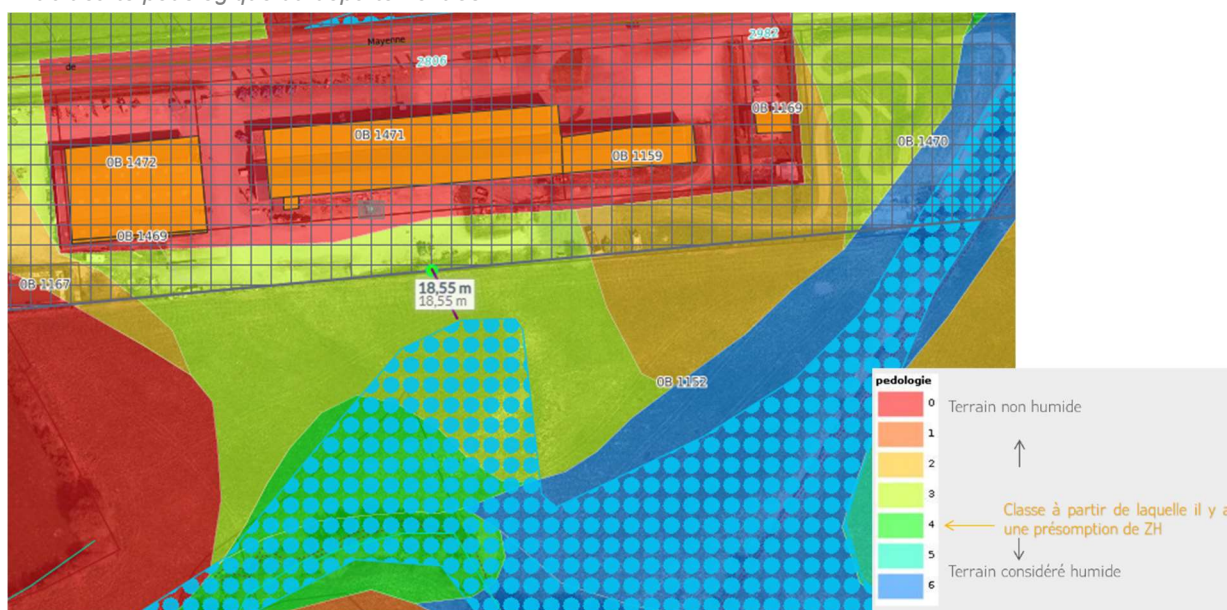 Mayenne
de
2982
2886
0B 1169
0B 1471
0B 1470
0B 1472
0B 1159
0B 1469
0B 1167
18,55 m
18,55 m
0B 1152
pedologie
0 Terrain non humide
1
2
3
Classe à partir de laquelle il y a
4 une présomption de ZH
5
Terrain considéré humide
6